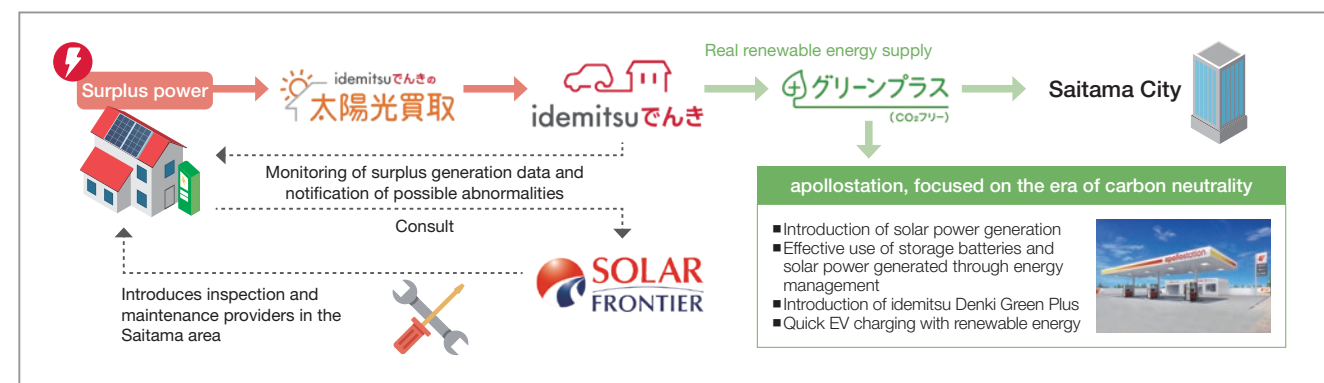 Real renewable energy supply
Surplus power
idemitsuでんきの
太陽光買取
idemitsuでんき
グリーンプラス
(CO₂フリー)
Saitama City
Monitoring of surplus generation data and
notification of possible abnormalities
Consult
SOLAR
FRONTIER
Introduces inspection and
maintenance providers in the
Saitama area
apollostation, focused on the era of carbon neutrality
■Introduction of solar power generation
■Effective use of storage batteries and
solar power generated through energy
management
■Introduction of idemitsu Denki Green Plus
■Quick EV charging with renewable energy
apollostation